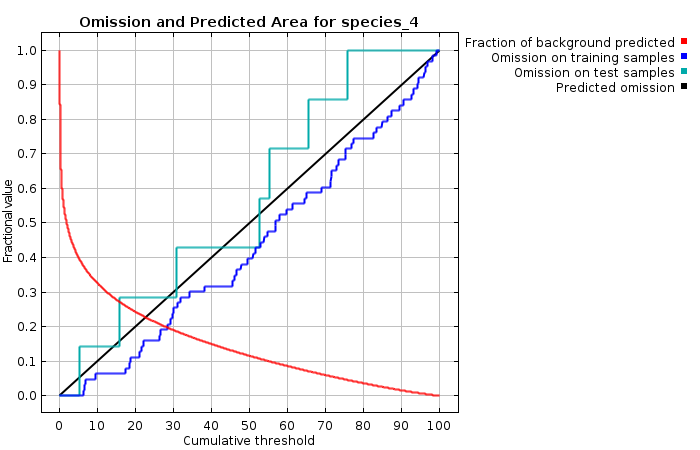 Omission and Predicted Area for species_4
Fraction of background predicted
Omission on training samples
Omission on test samples
Predicted omission
Fractional value
1.0
0.9
0.8
0.7
0.6
0.5
0.4
0.3
0.2
0.1
0.0
0 10 20 30 40 50 60 70 80 90 100
Cumulative threshold